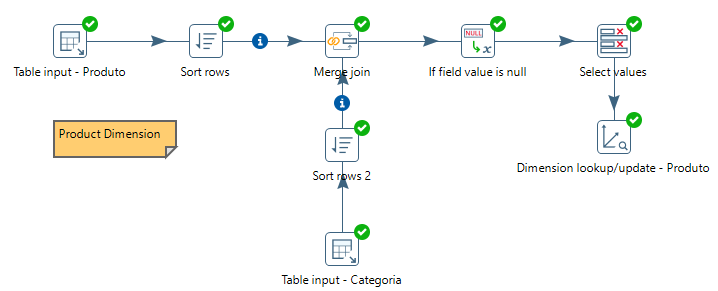 NULL
x
Table input - Produto
Sort rows
Merge join
If field value is null
Select values
Product Dimension
Sort rows 2
Dimension lookup/update - Produto
Table input - Categoria